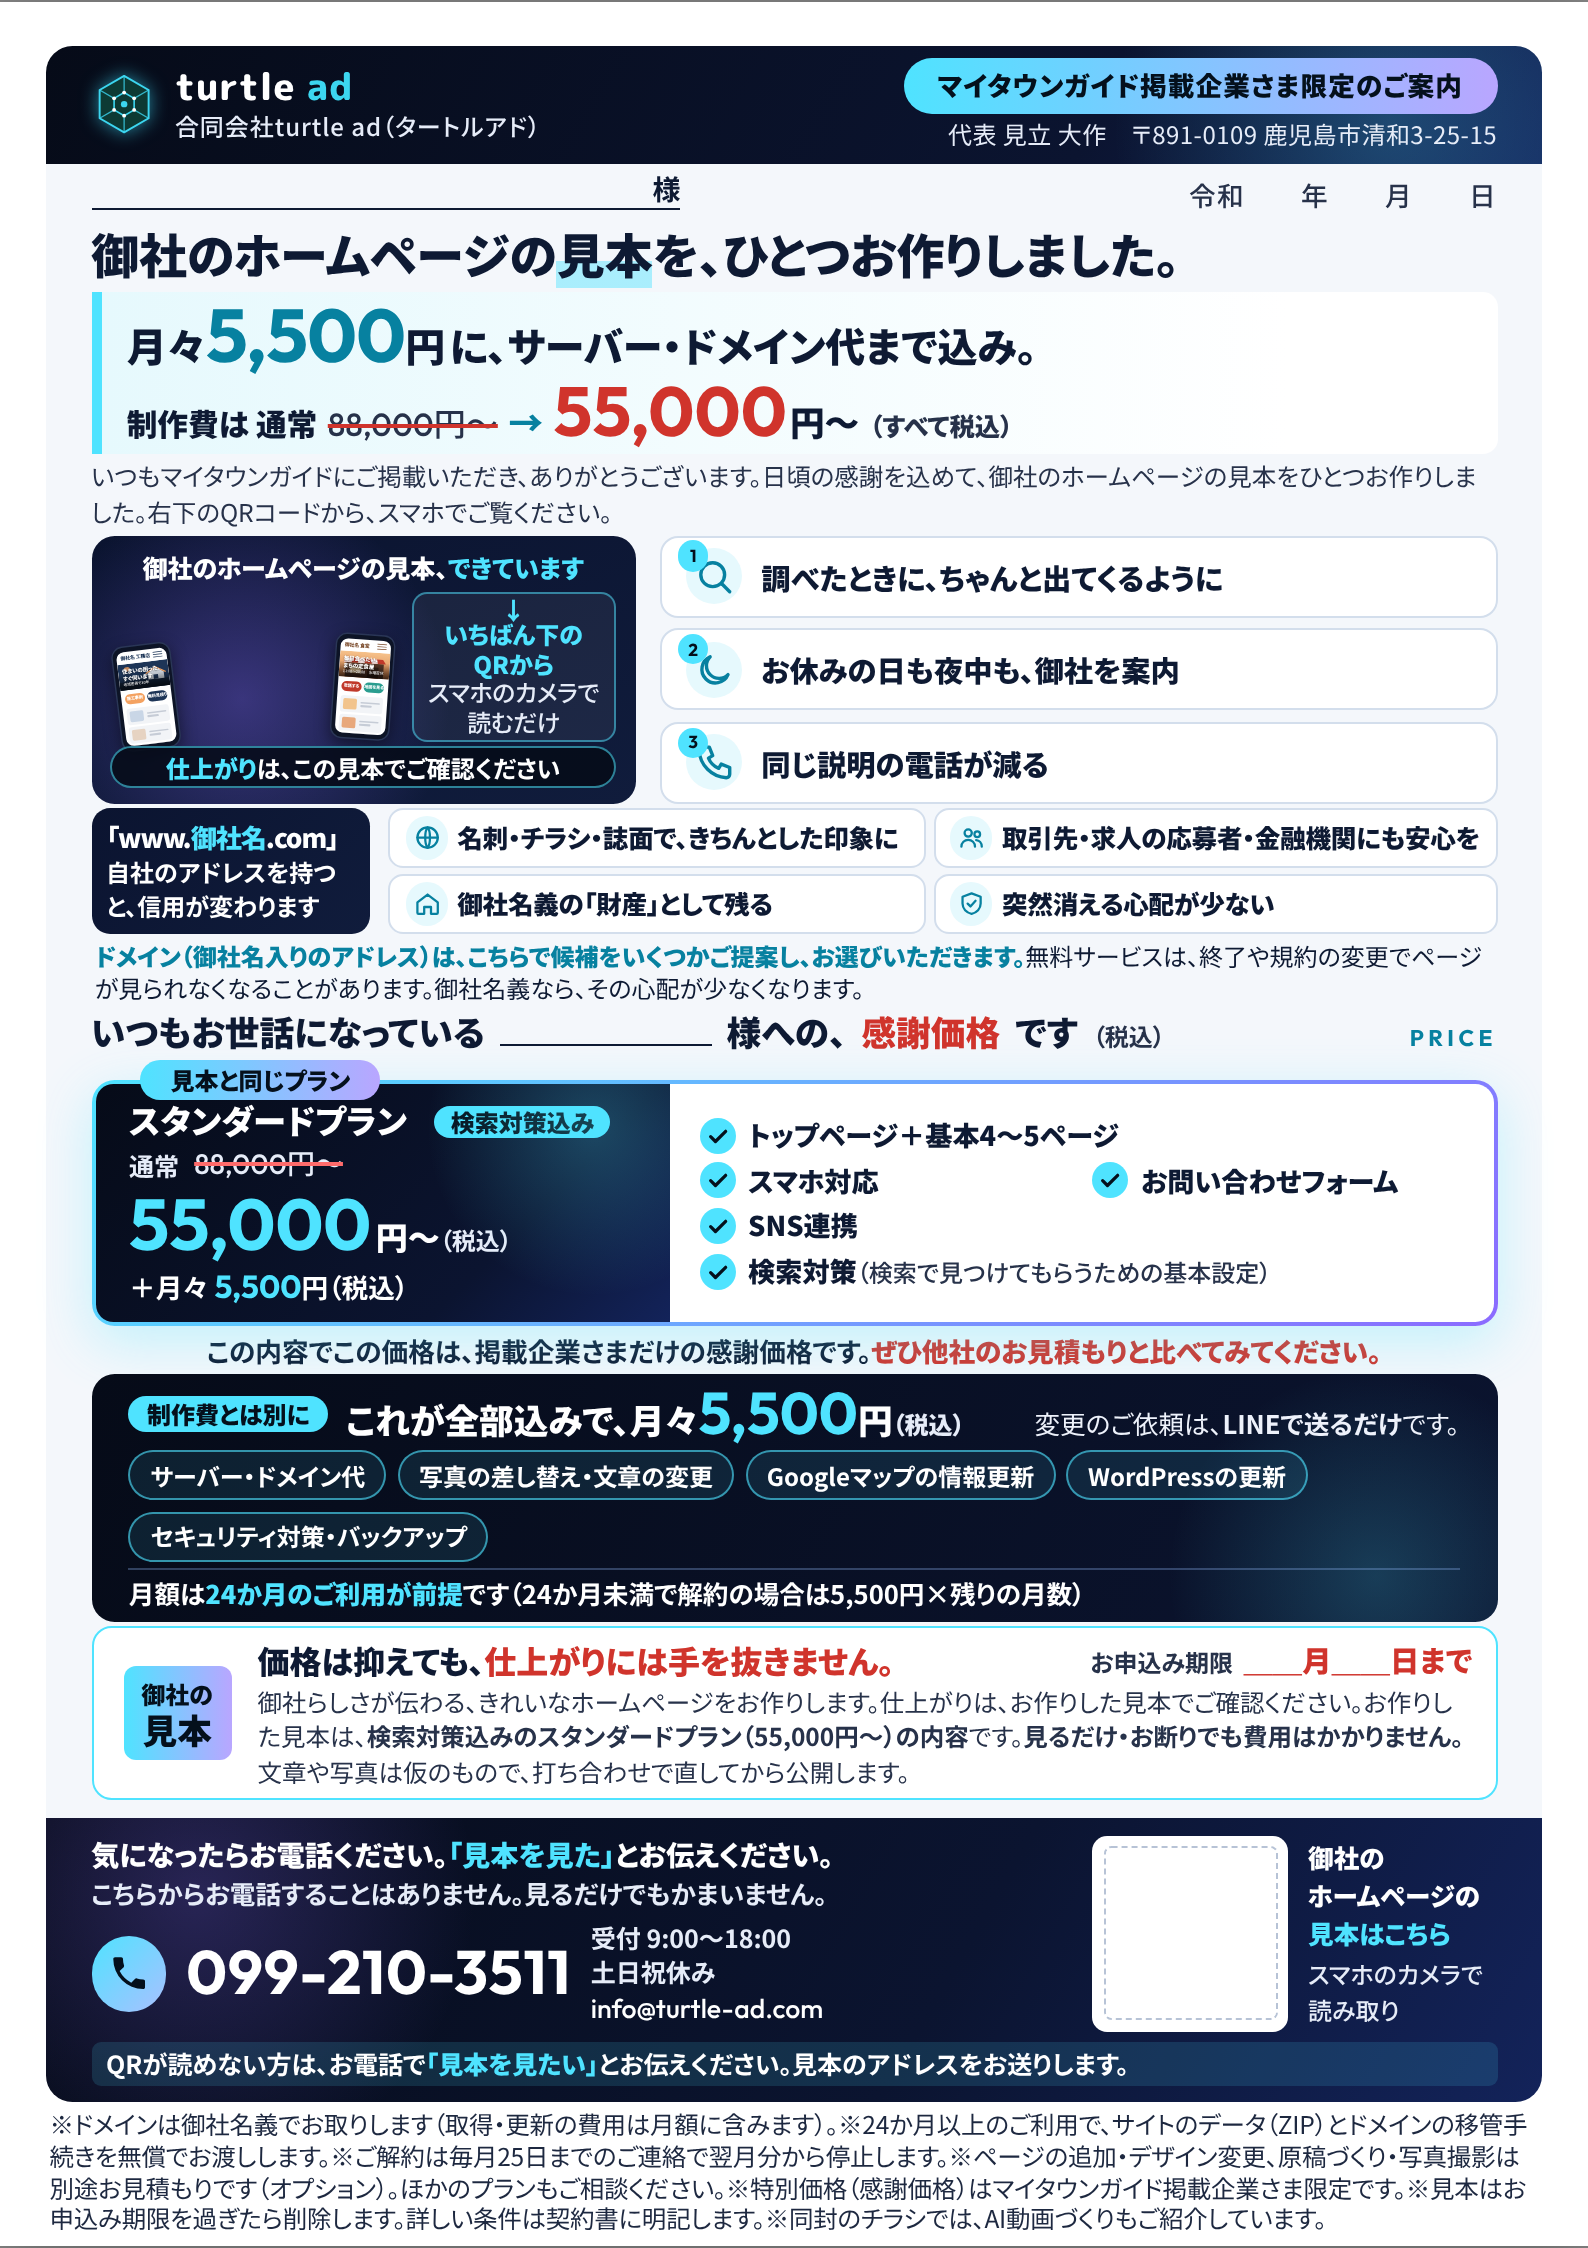 turtle ad
合同会社turtle ad（タートルアド）
マイタウンガイド掲載企業さま限定のご案内
代表 見立 大作　〒891-0109 鹿児島市清和3-25-15
様
令和　　年　　月　　日
御社のホームページの見本を、ひとつお作りしました。
月々5,500円に、サーバー・ドメイン代まで込み。
制作費は 通常 88,000円〜 → 55,000円〜（すべて税込）
いつもマイタウンガイドにご掲載いただき、ありがとうございます。日頃の感謝を込めて、御社のホームページの見本をひとつお作りしま
した。右下のQRコードから、スマホでご覧ください。
御社のホームページの見本、できています
↓
いちばん下の
QRから
スマホのカメラで
読むだけ
仕上がりは、この見本でご確認ください
1
調べたときに、ちゃんと出てくるように
2
お休みの日も夜中も、御社を案内
3
同じ説明の電話が減る
「www.御社名.com」
自社のアドレスを持つ
と、信用が変わります
名刺・チラシ・誌面で、きちんとした印象に
取引先・求人の応募者・金融機関にも安心を
御社名義の「財産」として残る
突然消える心配が少ない
ドメイン（御社名入りのアドレス）は、こちらで候補をいくつかご提案し、お選びいただきます。無料サービスは、終了や規約の変更でページ
が見られなくなることがあります。御社名義なら、その心配が少なくなります。
いつもお世話になっている ________ 様への、感謝価格 です（税込）
PRICE
見本と同じプラン
スタンダードプラン 検索対策込み
通常 88,000円〜
55,000円〜（税込）
＋月々 5,500円（税込）
トップページ＋基本4〜5ページ
スマホ対応
お問い合わせフォーム
SNS連携
検索対策（検索で見つけてもらうための基本設定）
この内容でこの価格は、掲載企業さまだけの感謝価格です。ぜひ他社のお見積もりと比べてみてください。
制作費とは別に これが全部込みで、月々5,500円（税込）
変更のご依頼は、LINEで送るだけです。
サーバー・ドメイン代
写真の差し替え・文章の変更
Googleマップの情報更新
WordPressの更新
セキュリティ対策・バックアップ
月額は24か月のご利用が前提です（24か月未満で解約の場合は5,500円×残りの月数）
御社の
見本
価格は抑えても、仕上がりには手を抜きません。
お申込み期限 ____月____日まで
御社らしさが伝わる、きれいなホームページをお作りします。仕上がりは、お作りした見本でご確認ください。お作りし
た見本は、検索対策込みのスタンダードプラン（55,000円〜）の内容です。見るだけ・お断りでも費用はかかりません。
文章や写真は仮のもので、打ち合わせで直してから公開します。
気になったらお電話ください。「見本を見た」とお伝えください。
こちらからお電話することはありません。見るだけでもかまいません。
099-210-3511
受付 9:00〜18:00
土日祝休み
info@turtle-ad.com
御社の
ホームページの
見本はこちら
スマホのカメラで
読み取り
QRが読めない方は、お電話で「見本を見たい」とお伝えください。見本のアドレスをお送りします。
※ドメインは御社名義でお取りします（取得・更新の費用は月額に含みます）。※24か月以上のご利用で、サイトのデータ（ZIP）とドメインの移管手
続きを無償でお渡しします。※ご解約は毎月25日までのご連絡で翌月分から停止します。※ページの追加・デザイン変更、原稿づくり・写真撮影は
別途お見積もりです（オプション）。ほかのプランもご相談ください。※特別価格（感謝価格）はマイタウンガイド掲載企業さま限定です。※見本はお
申込み期限を過ぎたら削除します。詳しい条件は契約書に明記します。※同封のチラシでは、AI動画づくりもご紹介しています。